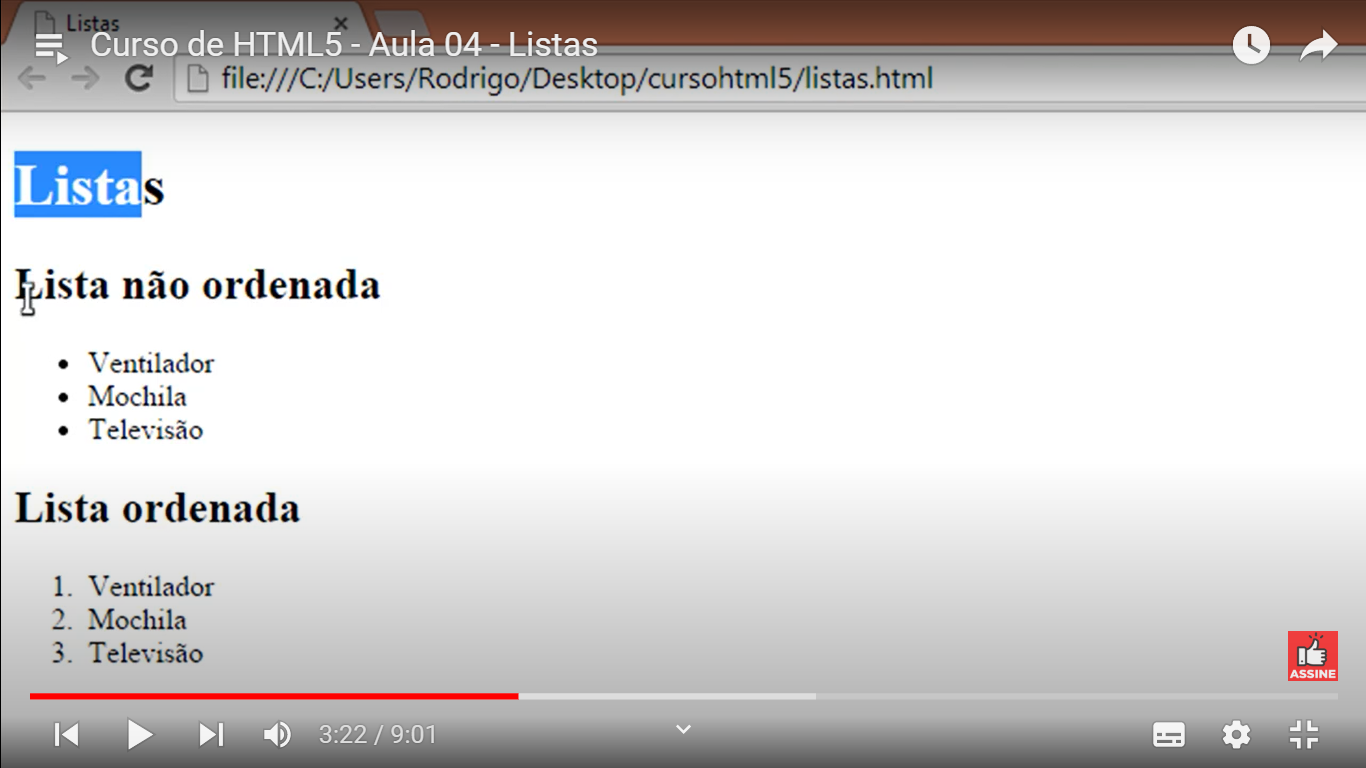 Listas
Curso de HTML5 - Aula 04 - Listas
file:///C:/Users/Rodrigo/Desktop/cursohtml5/listas.html
Listas
Lista não ordenada
• Ventilador
• Mochila
• Televisão
Lista ordenada
1. Ventilador
2. Mochila
3. Televisão
ASSINE
3:22 / 9:01